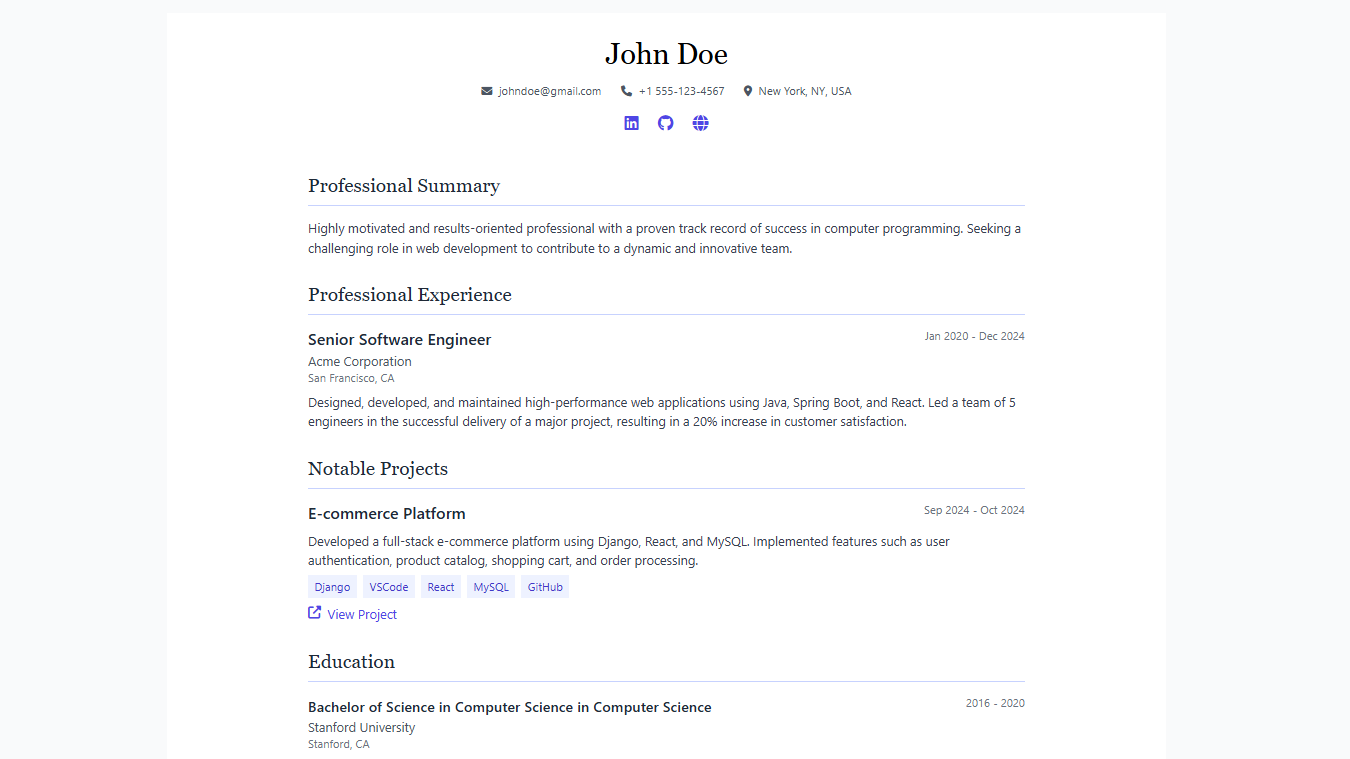 John Doe
johndoe@gmail.com +1 555-123-4567 New York, NY, USA
Professional Summary
Highly motivated and results-oriented professional with a proven track record of success in computer programming. Seeking a
challenging role in web development to contribute to a dynamic and innovative team.
Professional Experience
Senior Software Engineer Jan 2020 - Dec 2024
Acme Corporation
San Francisco, CA
Designed, developed, and maintained high-performance web applications using Java, Spring Boot, and React. Led a team of 5
engineers in the successful delivery of a major project, resulting in a 20% increase in customer satisfaction.
Notable Projects
E-commerce Platform Sep 2024 - Oct 2024
Developed a full-stack e-commerce platform using Django, React, and MySQL. Implemented features such as user
authentication, product catalog, shopping cart, and order processing.
Django VSCode React MySQL GitHub
View Project
Education
Bachelor of Science in Computer Science in Computer Science 2016 - 2020
Stanford University
Stanford, CA